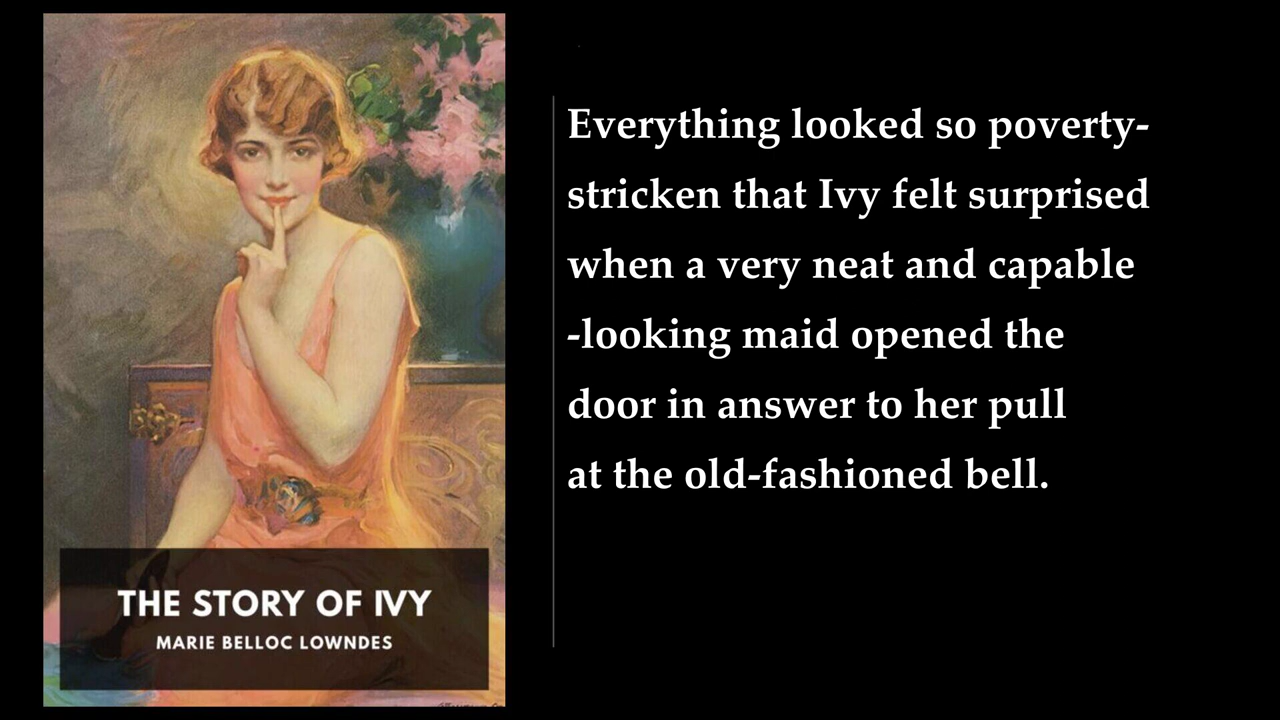 Everything looked so poverty-
stricken that Ivy felt surprised
when a very neat and capable
-looking maid opened the
door in answer to her pull
at the old-fashioned bell.
THE STORY OF IVY
MARIE BELLOC LOWNDES